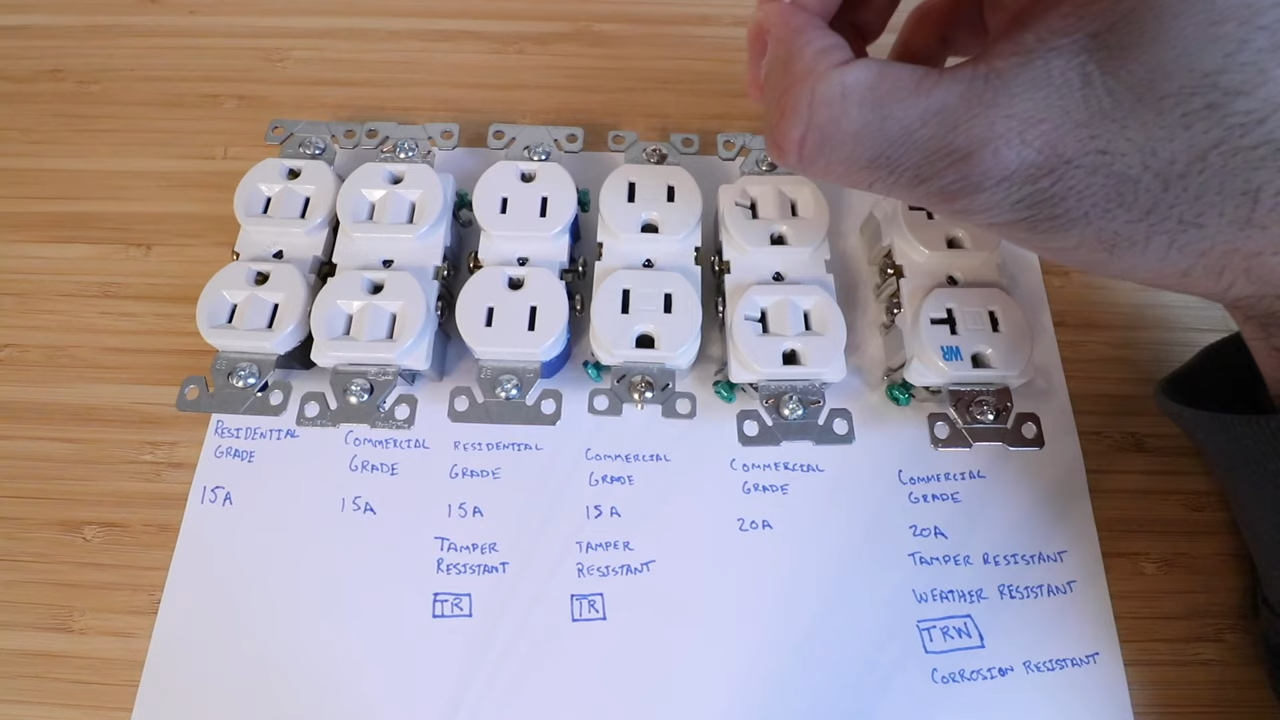 RESIDENTIAL
GRADE
15A
COMMERCIAL
GRADE
15A
RESIDENTIAL
GRADE
15A
TAMPER
RESISTANT
TR
COMMERCIAL
GRADE
15A
TAMPER
RESISTANT
TR
COMMERCIAL
GRADE
20A
WR
COMMERCIAL
GRADE
20A
TAMPER RESISTANT
WEATHER RESISTANT
TRW
CORROSION RESISTANT